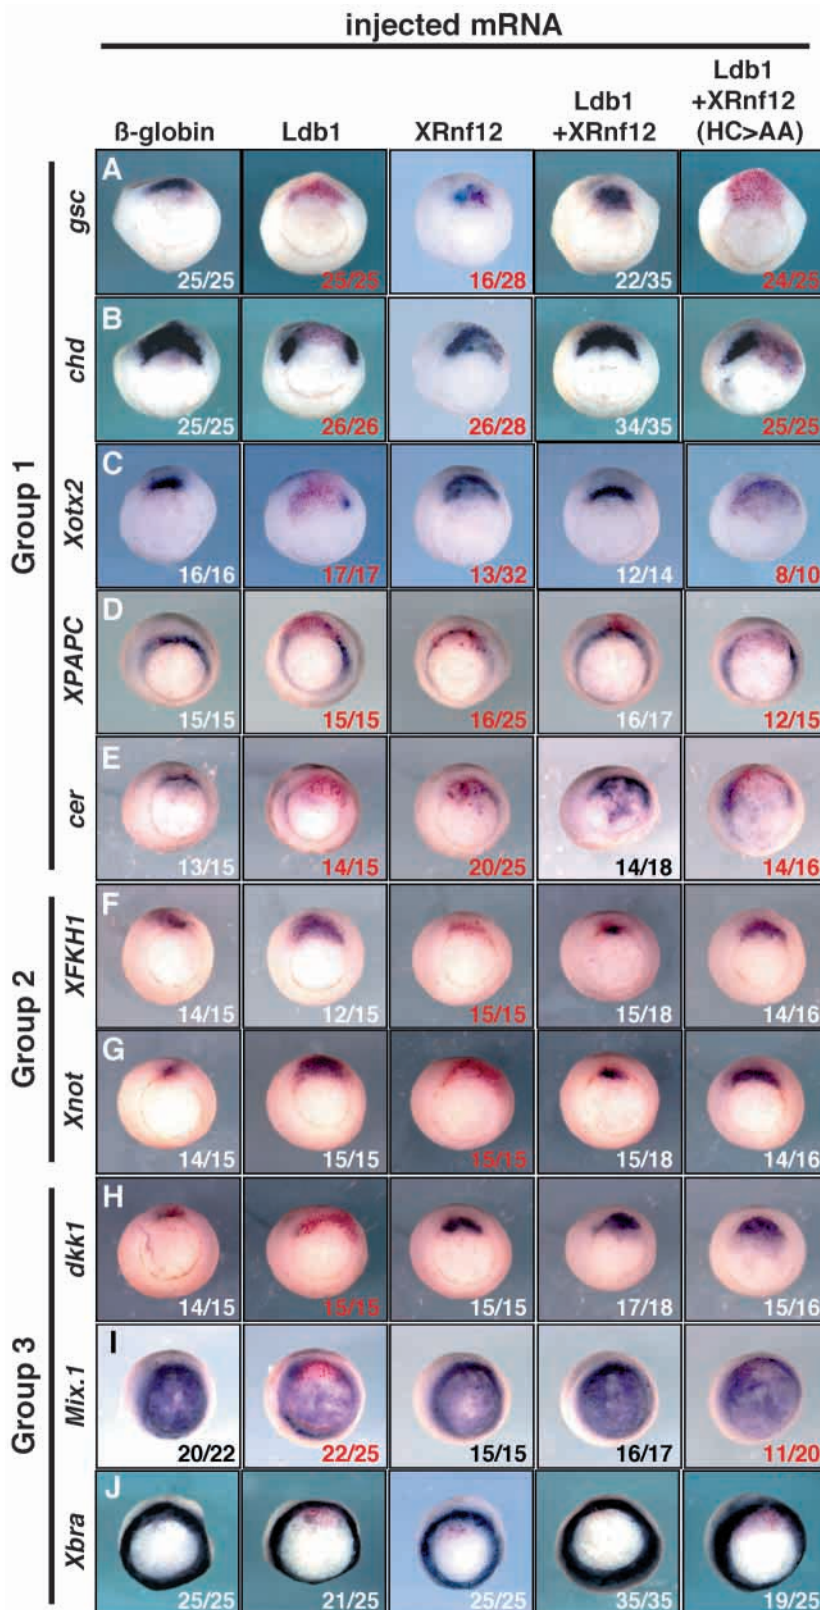 injected mRNA
ß-globin Ldb1 XRnf12 Ldb1 +XRnf12 Ldb1 +XRnf12 (HC>AA)
Group 1
A gsc 25/25 25/25 16/28 22/35 24/25
B chd 25/25 26/26 26/28 34/35 25/25
C Xotx2 16/16 17/17 13/32 12/14 8/10
D XPAPC 15/15 15/15 16/25 16/17 12/15
E cer 13/15 14/15 20/25 14/18 14/16
Group 2
F XFKH1 14/15 12/15 15/15 15/18 14/16
G Xnot 14/15 15/15 15/15 15/18 14/16
Group 3
H dkk1 14/15 15/15 15/15 17/18 15/16
I Mix.1 20/22 22/25 15/15 16/17 11/20
J Xbra 25/25 21/25 25/25 35/35 19/25